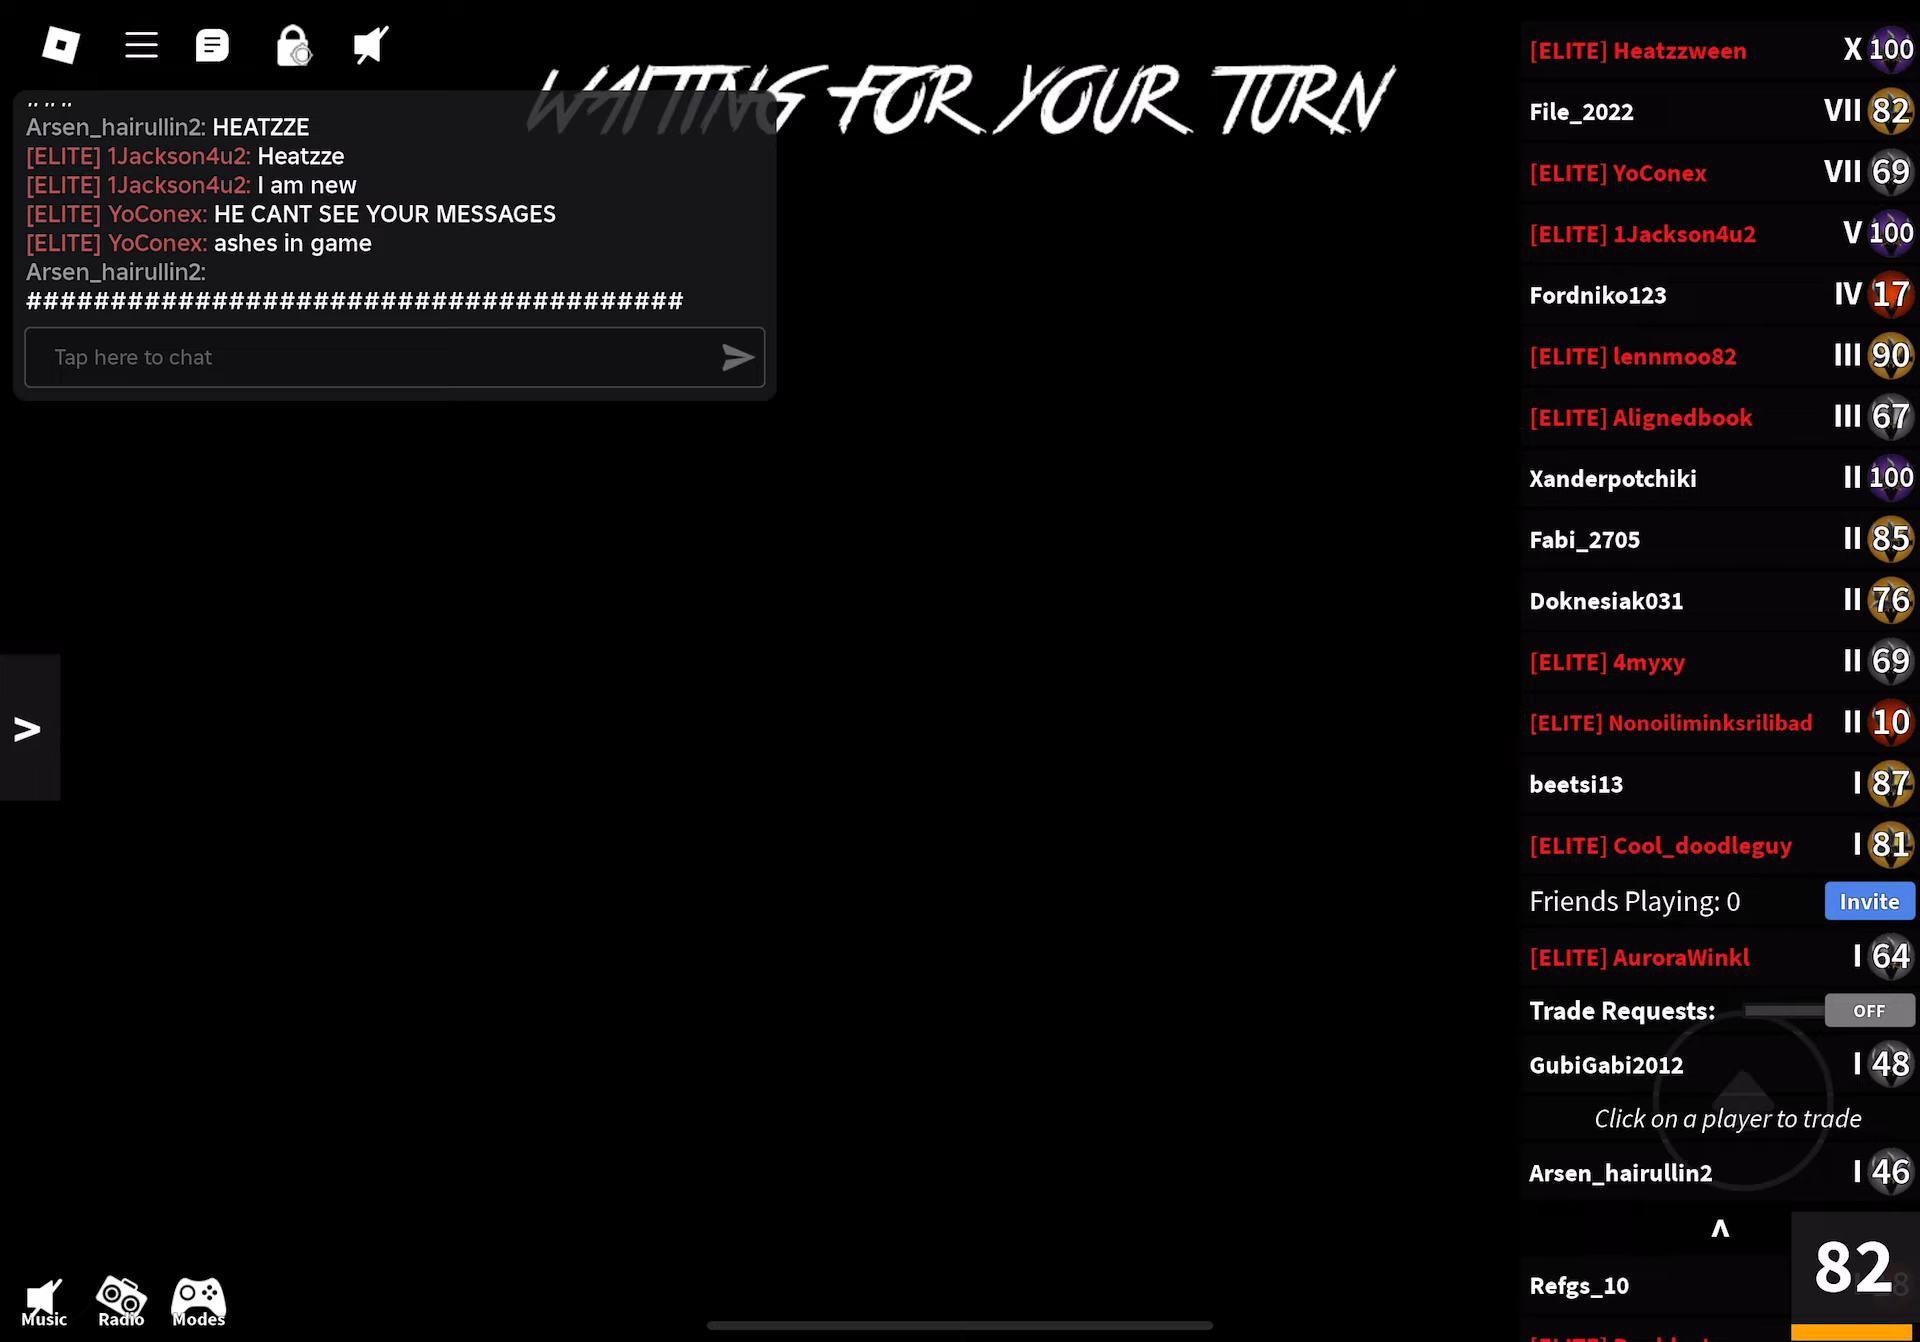 WAITING FOR YOUR TURN
Arsen_hairullin2: HEATZZE
[ELITE] 1Jackson4u2: Heatzze
[ELITE] 1Jackson4u2: I am new
[ELITE] YoConex: HE CANT SEE YOUR MESSAGES
[ELITE] YoConex: ashes in game
Arsen_hairullin2:
#######################################
Tap here to chat
>
Music
Radio
Modes
[ELITE] Heatzzween X 100
File_2022 VII 82
[ELITE] YoConex VII 69
[ELITE] 1Jackson4u2 V 100
Fordniko123 IV 17
[ELITE] lennmoo82 III 90
[ELITE] Alignedbook III 67
Xanderpotchiki II 100
Fabi_2705 II 85
Doknesiak031 II 76
[ELITE] 4myxy II 69
[ELITE] Nonoiliminksrilibad II 10
beetsi13 I 87
[ELITE] Cool_doodleguy I 81
Friends Playing: 0 Invite
[ELITE] AuroraWinkl I 64
Trade Requests: OFF
GubiGabi2012 I 48
Click on a player to trade
Arsen_hairullin2 I 46
Refgs_10
82